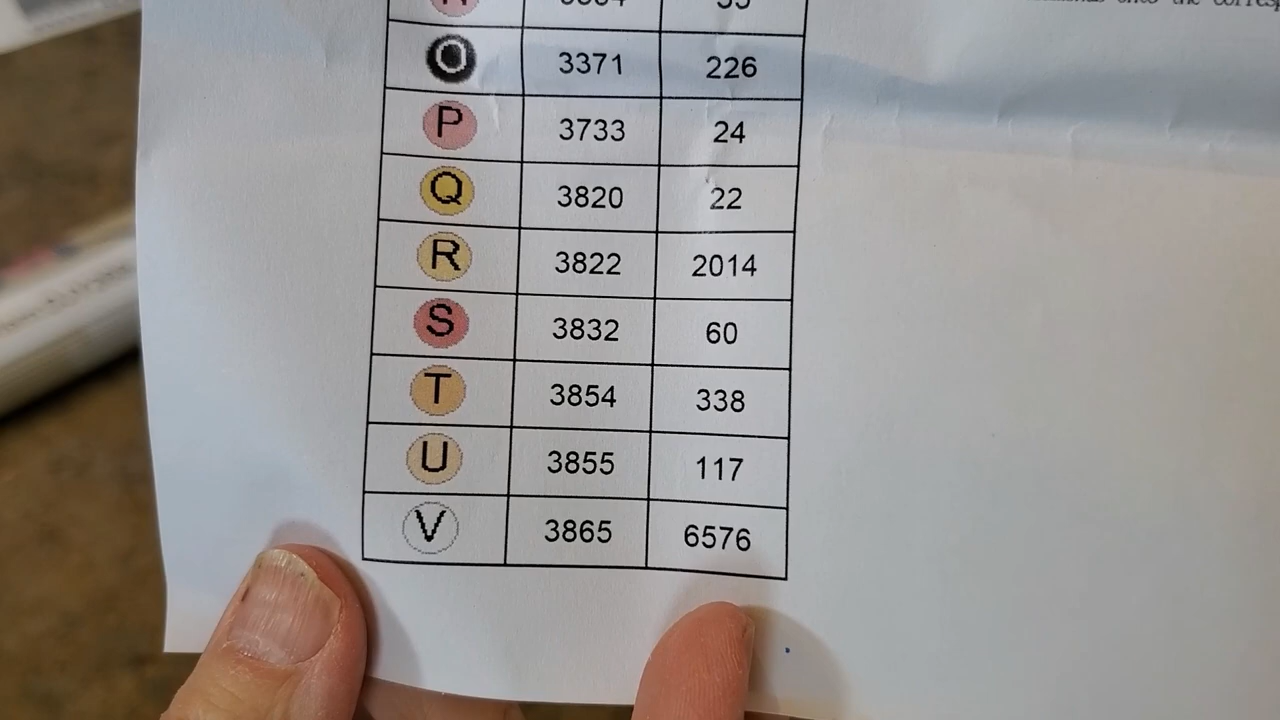 O 3371 226
P 3733 24
Q 3820 22
R 3822 2014
S 3832 60
T 3854 338
U 3855 117
V 3865 6576